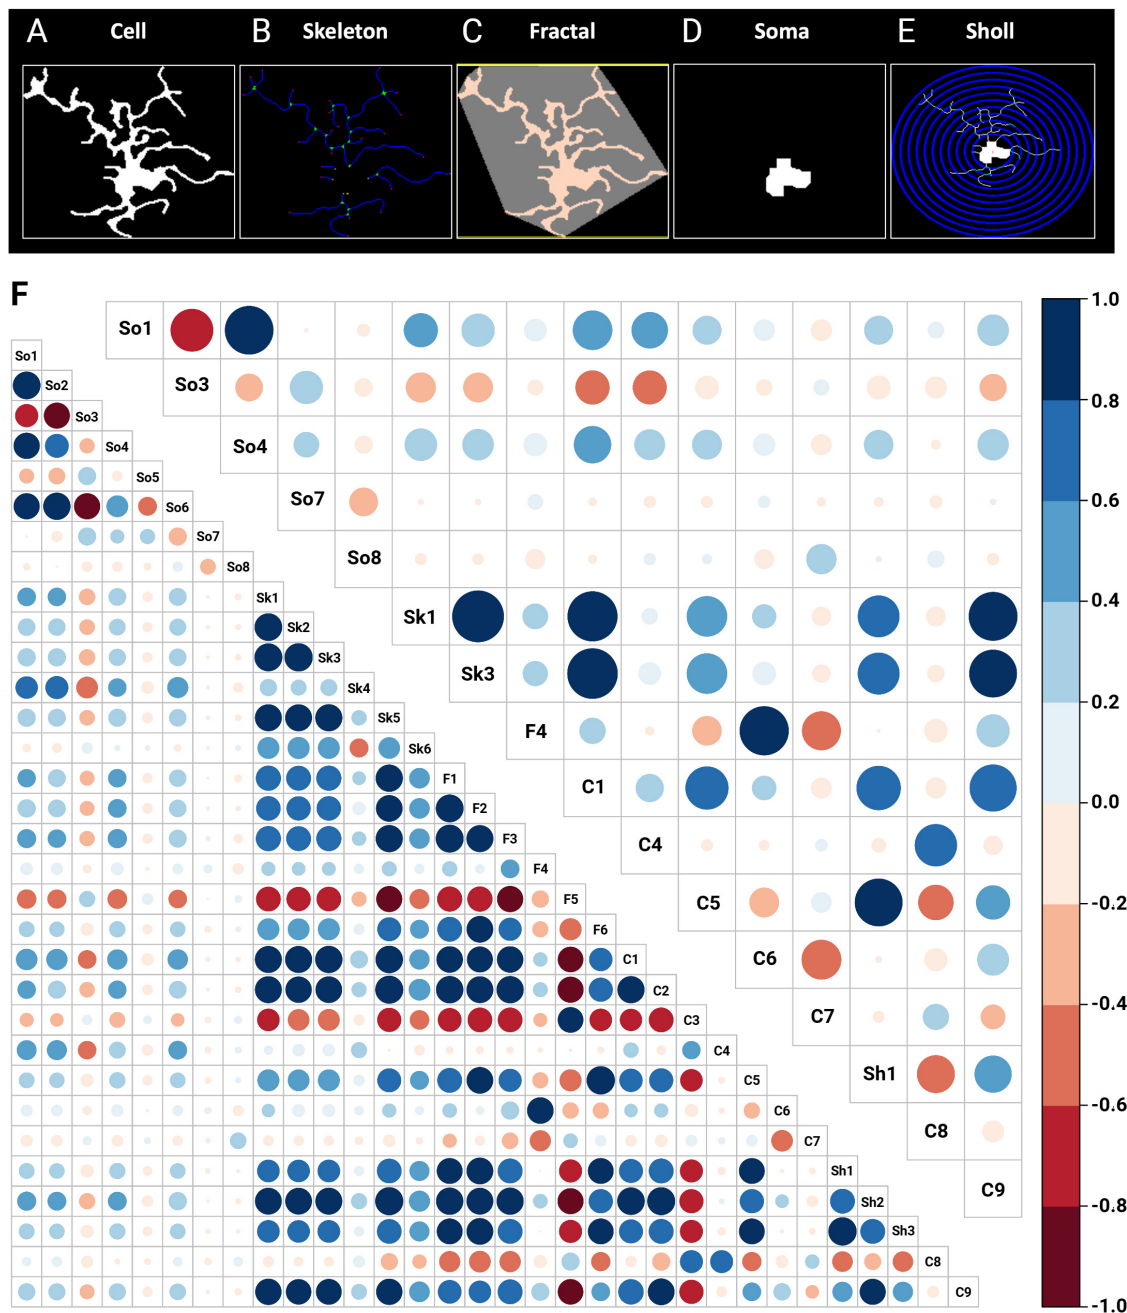 A Cell B Skeleton C Fractal D Soma E Sholl
F
So1
So3
So4
So7
So8
Sk1
Sk3
F4
C1
C4
C5
C6
C7
Sh1
C8
C9
So1
So2
So3
So4
So5
So6
So7
So8
Sk1
Sk2
Sk3
Sk4
Sk5
Sk6
F1
F2
F3
F4
F5
F6
C1
C2
C3
C4
C5
C6
C7
Sh1
Sh2
Sh3
C8
C9
1.0
0.8
0.6
0.4
0.2
0.0
-0.2
-0.4
-0.6
-0.8
-1.0